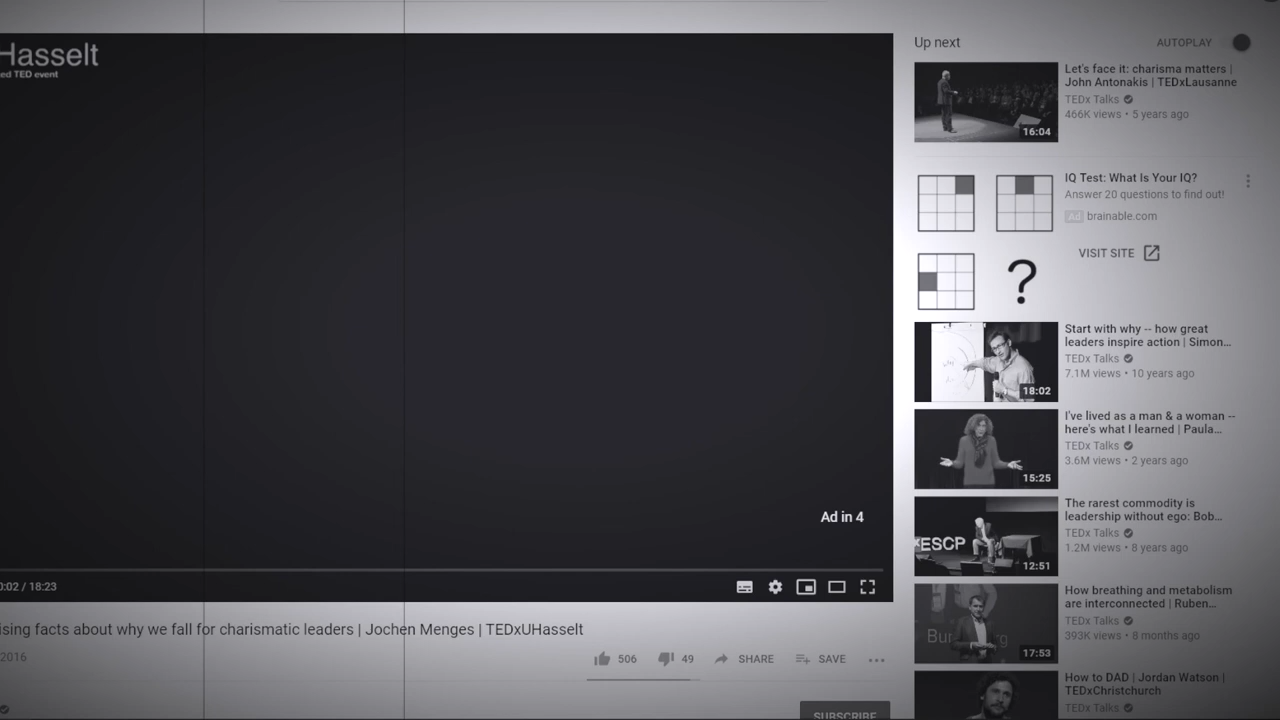 Hasselt
ed TED event
Ad in 4
0:02 / 18:23
ising facts about why we fall for charismatic leaders | Jochen Menges | TEDxUHasselt
2016
506
49
SHARE
SAVE
SUBSCRIBE
Up next
AUTOPLAY
Let's face it: charisma matters |
John Antonakis | TEDxLausanne
TEDx Talks
466K views • 5 years ago
16:04
IQ Test: What Is Your IQ?
Answer 20 questions to find out!
Ad brainable.com
VISIT SITE
?
Start with why -- how great
leaders inspire action | Simon...
TEDx Talks
7.1M views • 10 years ago
18:02
I've lived as a man & a woman --
here's what I learned | Paula...
TEDx Talks
3.6M views • 2 years ago
15:25
The rarest commodity is
leadership without ego: Bob...
TEDx Talks
1.2M views • 8 years ago
xESCP
12:51
How breathing and metabolism
are interconnected | Ruben...
TEDx Talks
393K views • 8 months ago
17:53
How to DAD | Jordan Watson |
TEDxChristchurch
TEDx Talks